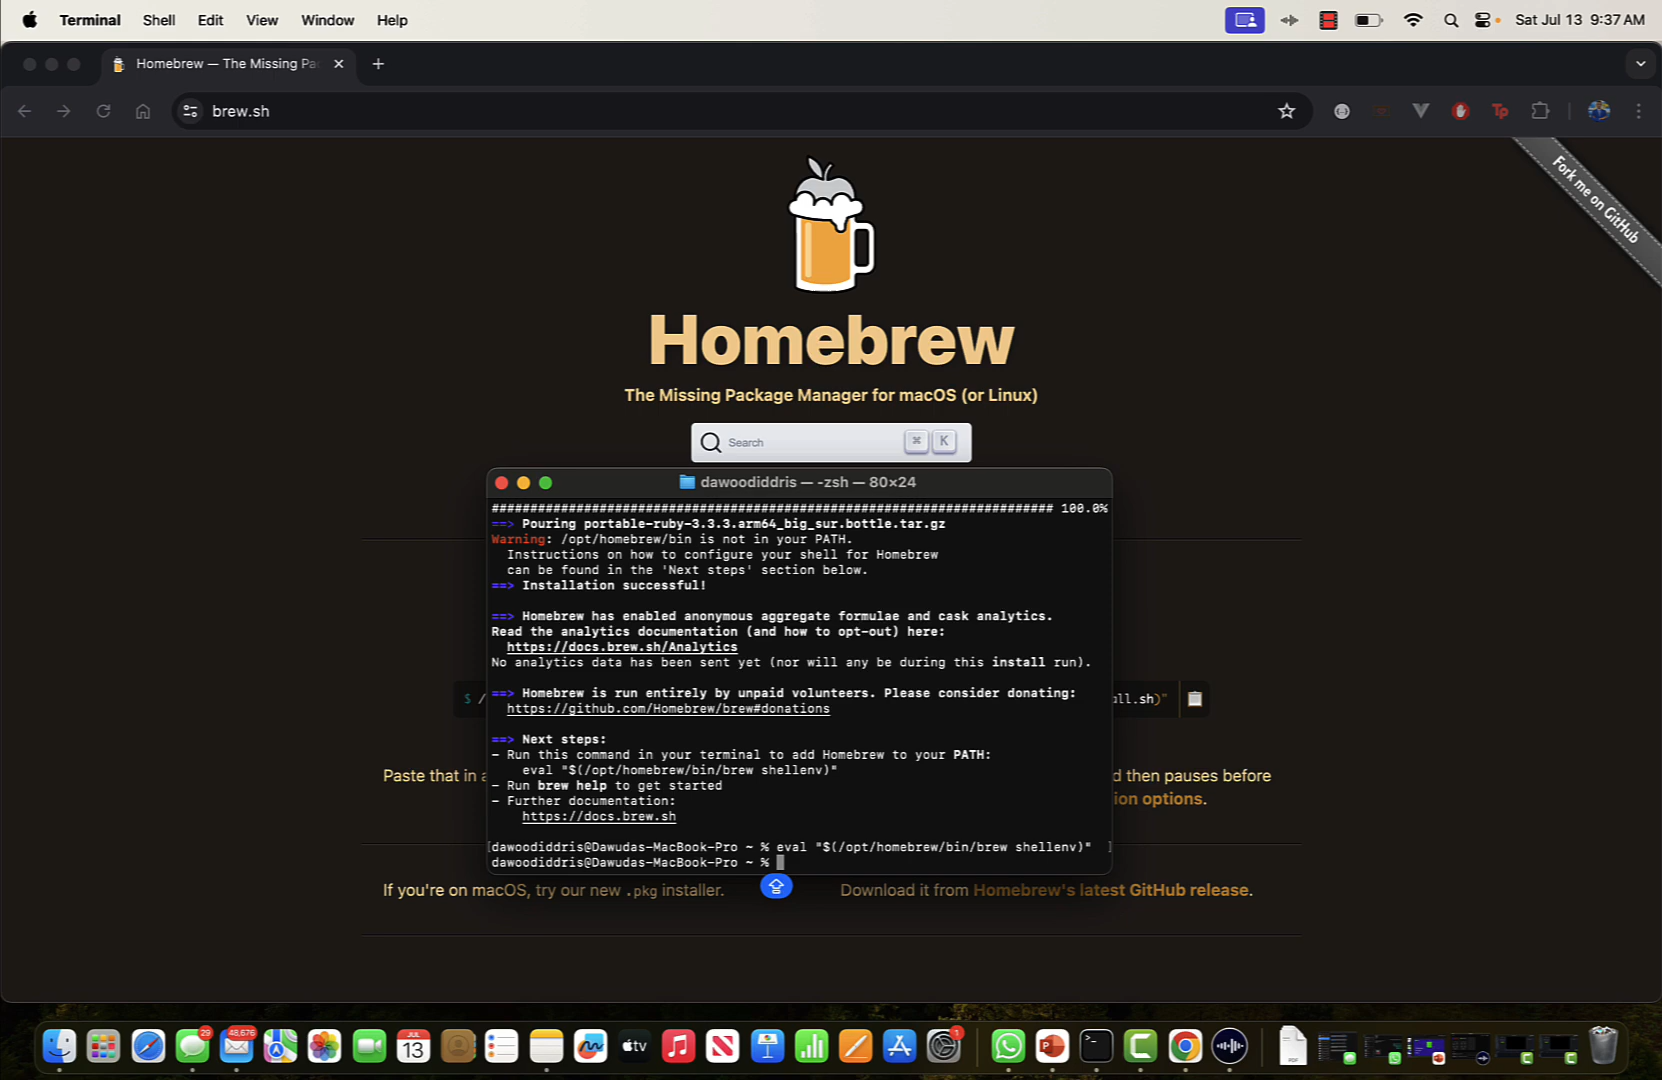 Terminal Shell Edit View Window Help Sat Jul 13 9:37 AM
Homebrew — The Missing Pa
brew.sh
Tp
Fork me on GitHub
Homebrew
The Missing Package Manager for macOS (or Linux)
Search ⌘ K
dawoodiddris — -zsh — 80×24
######################################################################### 100.0%
==> Pouring portable-ruby-3.3.3.arm64_big_sur.bottle.tar.gz
Warning: /opt/homebrew/bin is not in your PATH.
Instructions on how to configure your shell for Homebrew
can be found in the 'Next steps' section below.
==> Installation successful!
==> Homebrew has enabled anonymous aggregate formulae and cask analytics.
Read the analytics documentation (and how to opt-out) here:
https://docs.brew.sh/Analytics
No analytics data has been sent yet (nor will any be during this install run).
==> Homebrew is run entirely by unpaid volunteers. Please consider donating:
https://github.com/Homebrew/brew#donations
$ / all.sh)"
==> Next steps:
- Run this command in your terminal to add Homebrew to your PATH:
eval "$(/opt/homebrew/bin/brew shellenv)"
- Run brew help to get started
- Further documentation:
https://docs.brew.sh
Paste that in a d then pauses before
ion options.
[dawoodiddris@Dawudas-MacBook-Pro ~ % eval "$(/opt/homebrew/bin/brew shellenv)" ]
dawoodiddris@Dawudas-MacBook-Pro ~ %
If you're on macOS, try our new .pkg installer. Download it from Homebrew's latest GitHub release.
29 48,676 JUL 13 tv 1
PDF